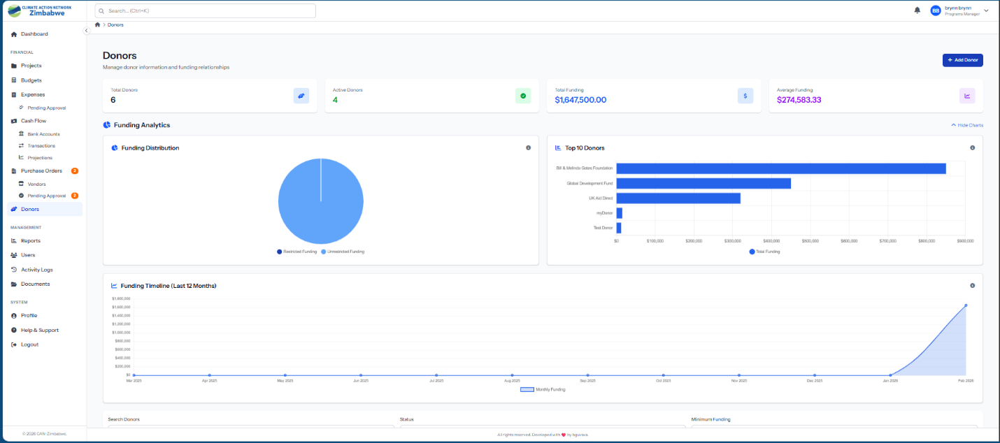 CLIMATE ACTION NETWORK
Zimbabwe
Search... (Ctrl+K)
BB
brynn brynn
Programs Manager
Donors
Dashboard
FINANCIAL
Projects
Budgets
Expenses
Pending Approval
Cash Flow
Bank Accounts
Transactions
Projections
Purchase Orders
Vendors
Pending Approval 2
Donors
MANAGEMENT
Reports
Users
Activity Logs
Documents
SYSTEM
Profile
Help & Support
Logout
© 2026 CAN-Zimbabwe.
Donors
Manage donor information and funding relationships
+ Add Donor
Total Donors
6
Active Donors
4
Total Funding
$1,647,500.00
$
Average Funding
$274,583.33
Funding Analytics
Hide Charts
Funding Distribution
Restricted Funding Unrestricted Funding
Top 10 Donors
Bill & Melinda Gates Foundation
Global Development Fund
UK Aid Direct
myDonor
Test Donor
$0 $100,000 $200,000 $300,000 $400,000 $500,000 $600,000 $700,000 $800,000 $900,000
Total Funding
Funding Timeline (Last 12 Months)
$1,800,000
$1,600,000
$1,400,000
$1,200,000
$1,000,000
$800,000
$600,000
$400,000
$200,000
$0
Mar 2025 Apr 2025 May 2025 Jun 2025 Jul 2025 Aug 2025 Sep 2025 Oct 2025 Nov 2025 Dec 2025 Jan 2026 Feb 2026
Monthly Funding
Search Donors
Status
Minimum Funding
All rights reserved. Developed with ❤ by bguvava.